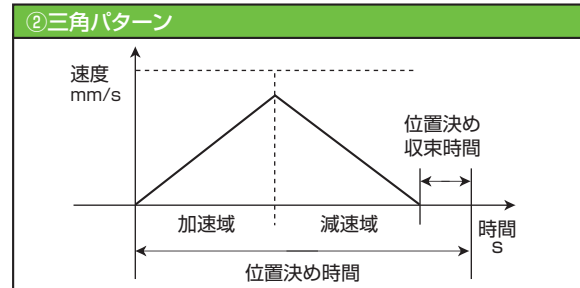 ②三角パターン
速度
mm/s
位置決め
収束時間
加速域
減速域
時間
s
位置決め時間